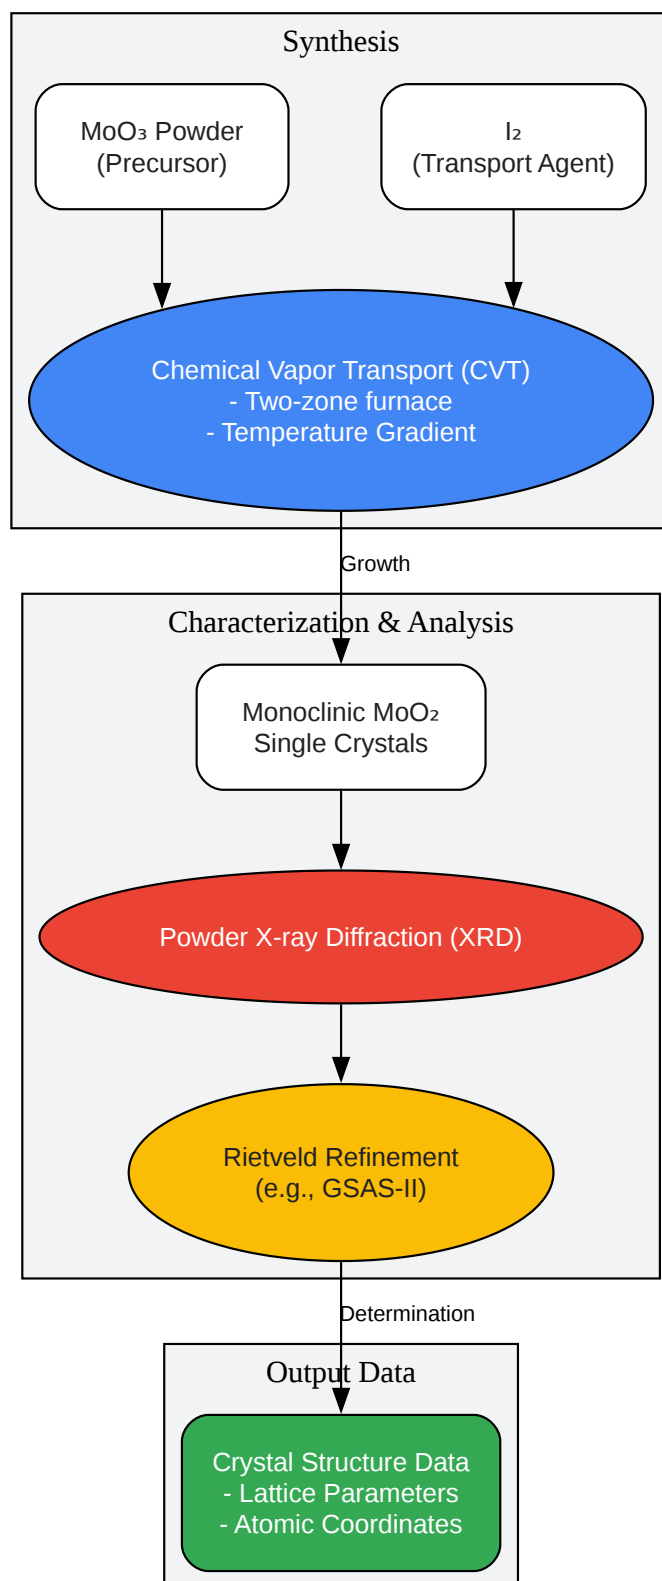 Synthesis
MoO₃ Powder
(Precursor)
I₂
(Transport Agent)
Chemical Vapor Transport (CVT)
- Two-zone furnace
- Temperature Gradient
Growth
Characterization & Analysis
Monoclinic MoO₂
Single Crystals
Powder X-ray Diffraction (XRD)
Rietveld Refinement
(e.g., GSAS-II)
Determination
Output Data
Crystal Structure Data
- Lattice Parameters
- Atomic Coordinates